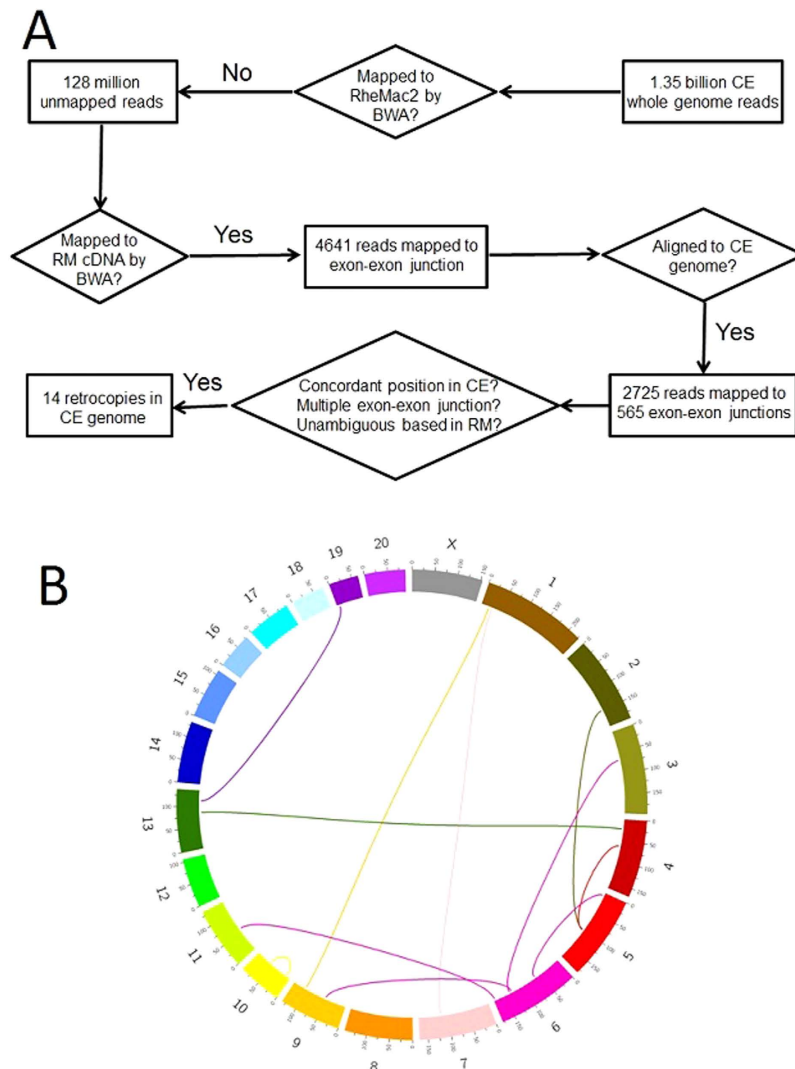 A
128 million
unmapped reads
No
Mapped to
RheMac2 by
BWA?
1.35 billion CE
whole genome reads
Mapped to
RM cDNA by
BWA?
Yes
4641 reads mapped to
exon-exon junction
Aligned to CE
genome?
Yes
14 retrocopies in
CE genome
Yes
Concordant position in CE?
Multiple exon-exon junction?
Unambiguous based in RM?
2725 reads mapped to
565 exon-exon junctions
B
X
1
2
3
4
5
6
7
8
9
10
11
12
13
14
15
16
17
18
19
20